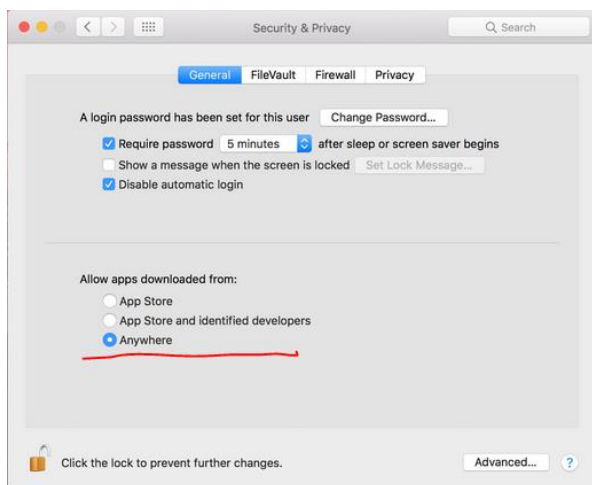 Security & Privacy
Search
General FileVault Firewall Privacy
A login password has been set for this user Change Password...
Require password 5 minutes after sleep or screen saver begins
Show a message when the screen is locked Set Lock Message...
Disable automatic login
Allow apps downloaded from:
App Store
App Store and identified developers
Anywhere
Click the lock to prevent further changes. Advanced... ?